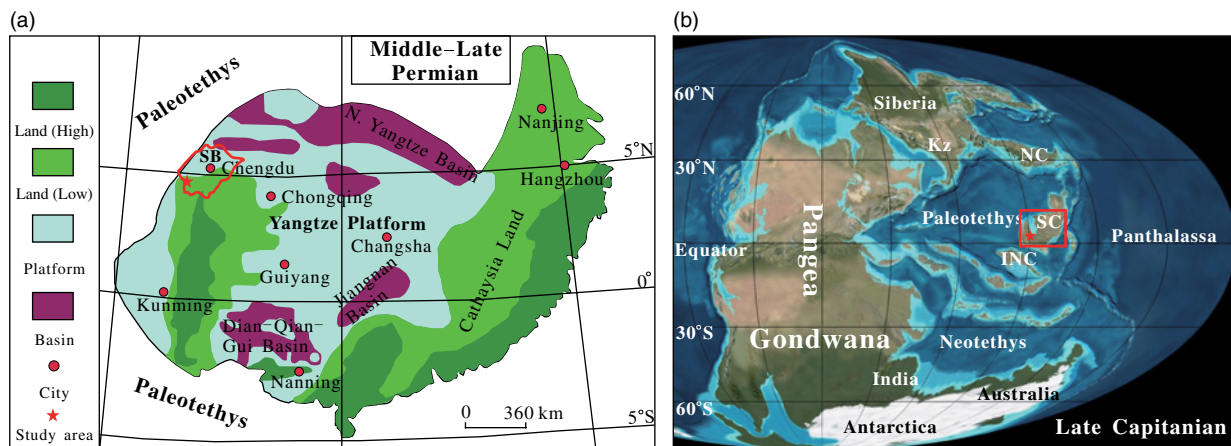 (a)
Middle-Late
Permian
Paleotethys
Land (High)
Land (Low)
Platform
Basin
City
Study area
N. Yangtze Basin
Nanjing
5°N
SB
Chengdu
Hangzhou
Chongqing
Yangtze Platform
Changsha
Guiyang
Jiangnan
Basin
Cathaysia Land
0°
Kunming
Dian-Qian-
Gui Basin
Nanning
Paleotethys
0 360 km
5°S
(b)
60°N
Siberia
Kz
NC
30°N
Paleotethys
SC
Pangea
Panthalassa
Equator
INC
30°S
Gondwana
Neotethys
India
Australia
60°S
Antarctica
Late Capitanian